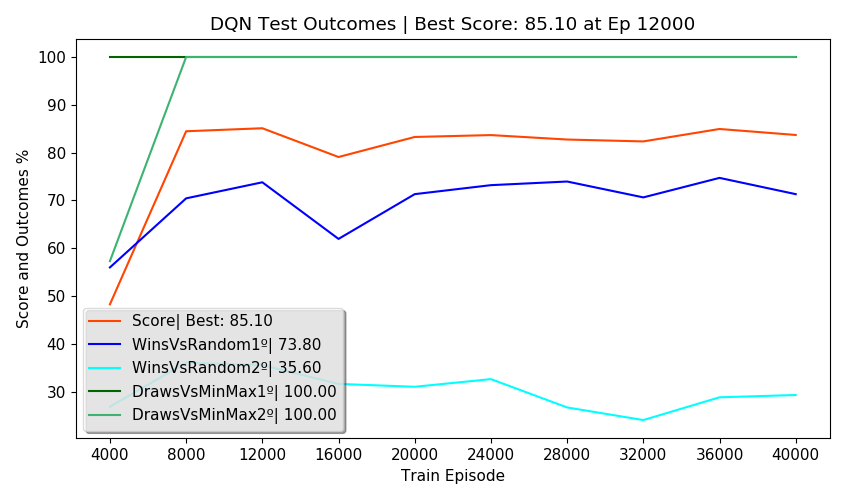 DQN Test Outcomes | Best Score: 85.10 at Ep 12000
Score and Outcomes %
100
90
80
70
60
50
40
30
Score| Best: 85.10
WinsVsRandom1º| 73.80
WinsVsRandom2º| 35.60
DrawsVsMinMax1º| 100.00
DrawsVsMinMax2º| 100.00
4000 8000 12000 16000 20000 24000 28000 32000 36000 40000
Train Episode